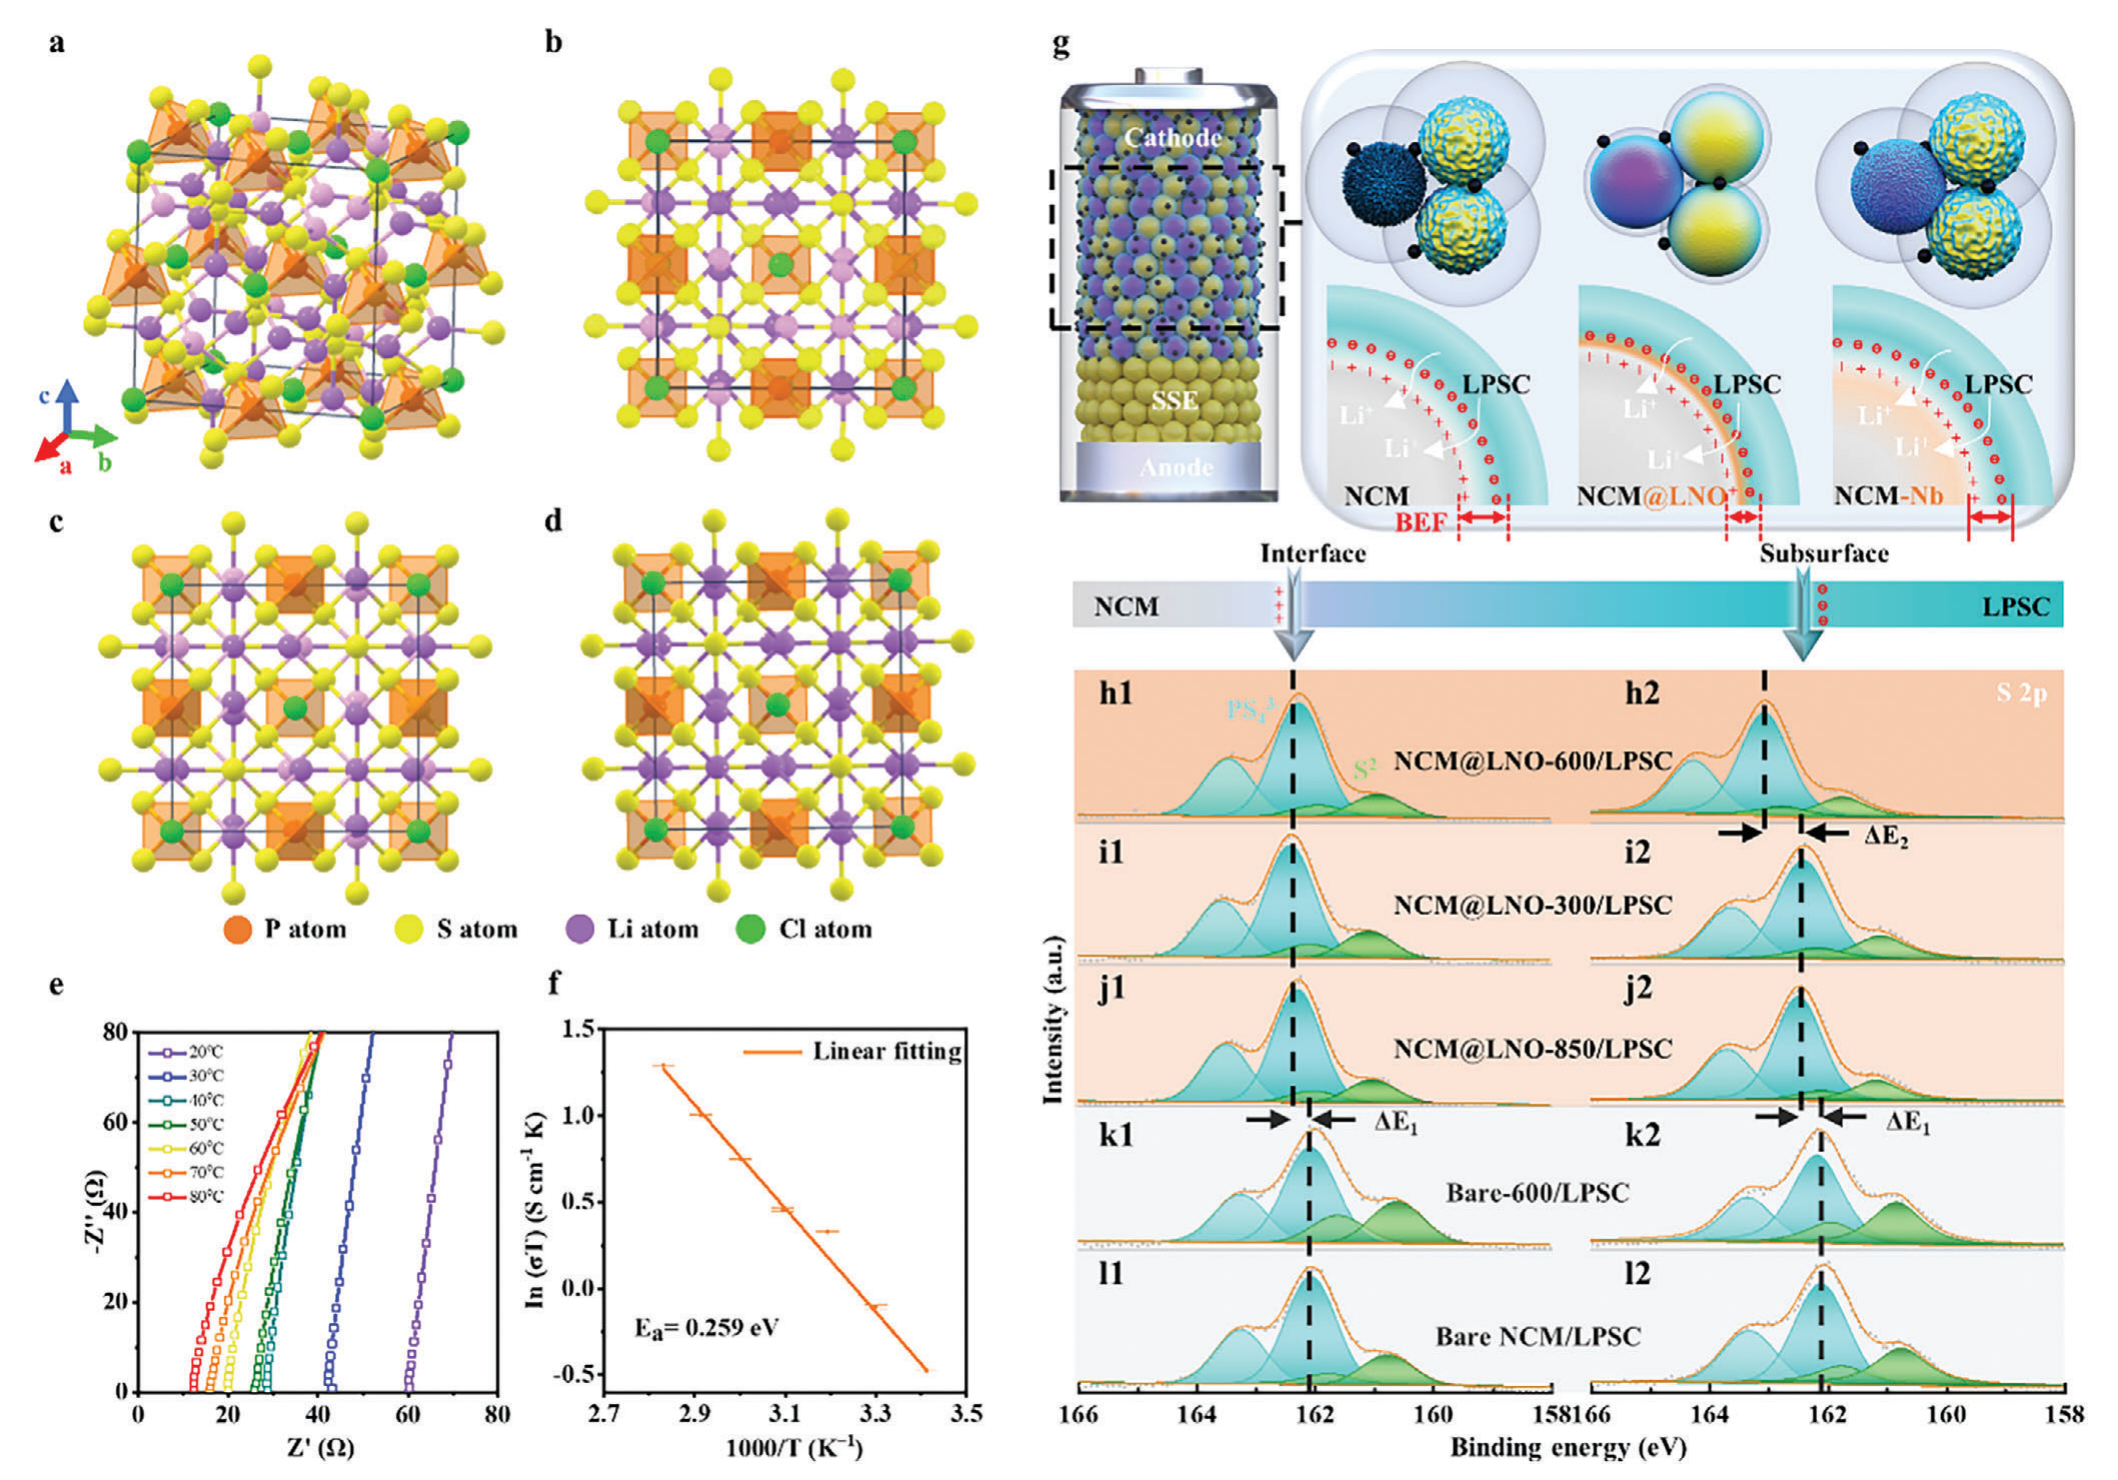 a
b
c
a
b
c
d
P atom
S atom
Li atom
Cl atom
e
80
60
40
20
0
0
20
40
60
80
-Z'' (Ω)
Z' (Ω)
20℃
30℃
40℃
50℃
60℃
70℃
80℃
f
1.5
1.0
0.5
0.0
-0.5
2.7
2.9
3.1
3.3
3.5
ln (σT) (S cm⁻¹ K)
1000/T (K⁻¹)
Linear fitting
Eₐ= 0.259 eV
g
Cathode
SSE
Anode
LPSC
Li⁺
Li⁺
NCM
BEF
LPSC
Li⁺
Li⁺
NCM@LNO
LPSC
Li⁺
Li⁺
NCM-Nb
Interface
Subsurface
NCM
LPSC
h1
PS₄³
S²
h2
S 2p
NCM@LNO-600/LPSC
ΔE₂
i1
i2
NCM@LNO-300/LPSC
j1
j2
NCM@LNO-850/LPSC
ΔE₁
ΔE₁
k1
k2
Bare-600/LPSC
l1
l2
Bare NCM/LPSC
Intensity (a.u.)
166
164
162
160
158
166
164
162
160
158
Binding energy (eV)